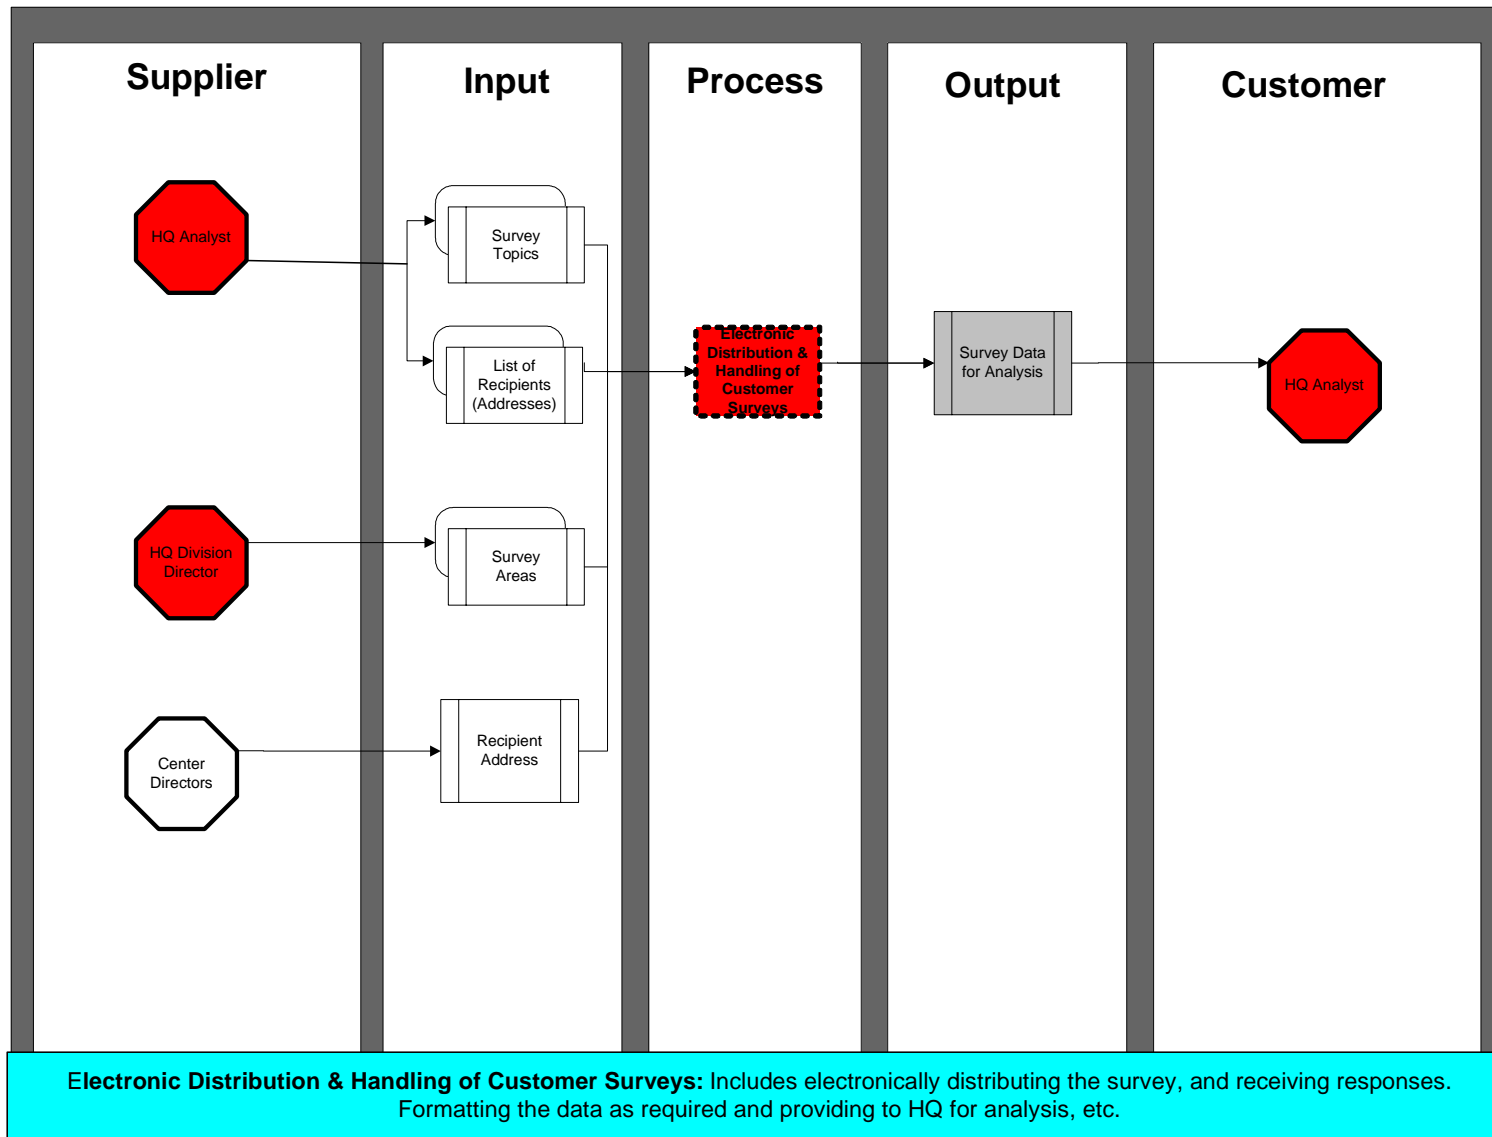 Supplier
Input
Process
Output
Customer
HQ Analyst
Survey
Topics
List of
Recipients
(Addresses)
Electronic
Distribution &
Handling of
Customer
Surveys
Survey Data
for Analysis
HQ Analyst
HQ Division
Director
Survey
Areas
Center
Directors
Recipient
Address
Electronic Distribution & Handling of Customer Surveys: Includes electronically distributing the survey, and receiving responses.
Formatting the data as required and providing to HQ for analysis, etc.